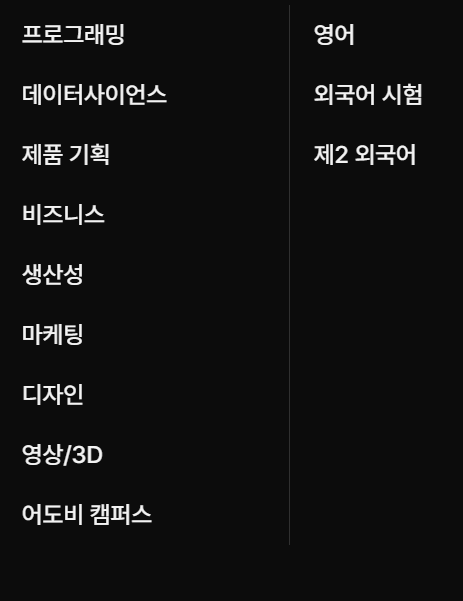 프로그래밍
데이터사이언스
제품 기획
비즈니스
생산성
마케팅
디자인
영상/3D
어도비 캠퍼스
영어
외국어 시험
제2 외국어